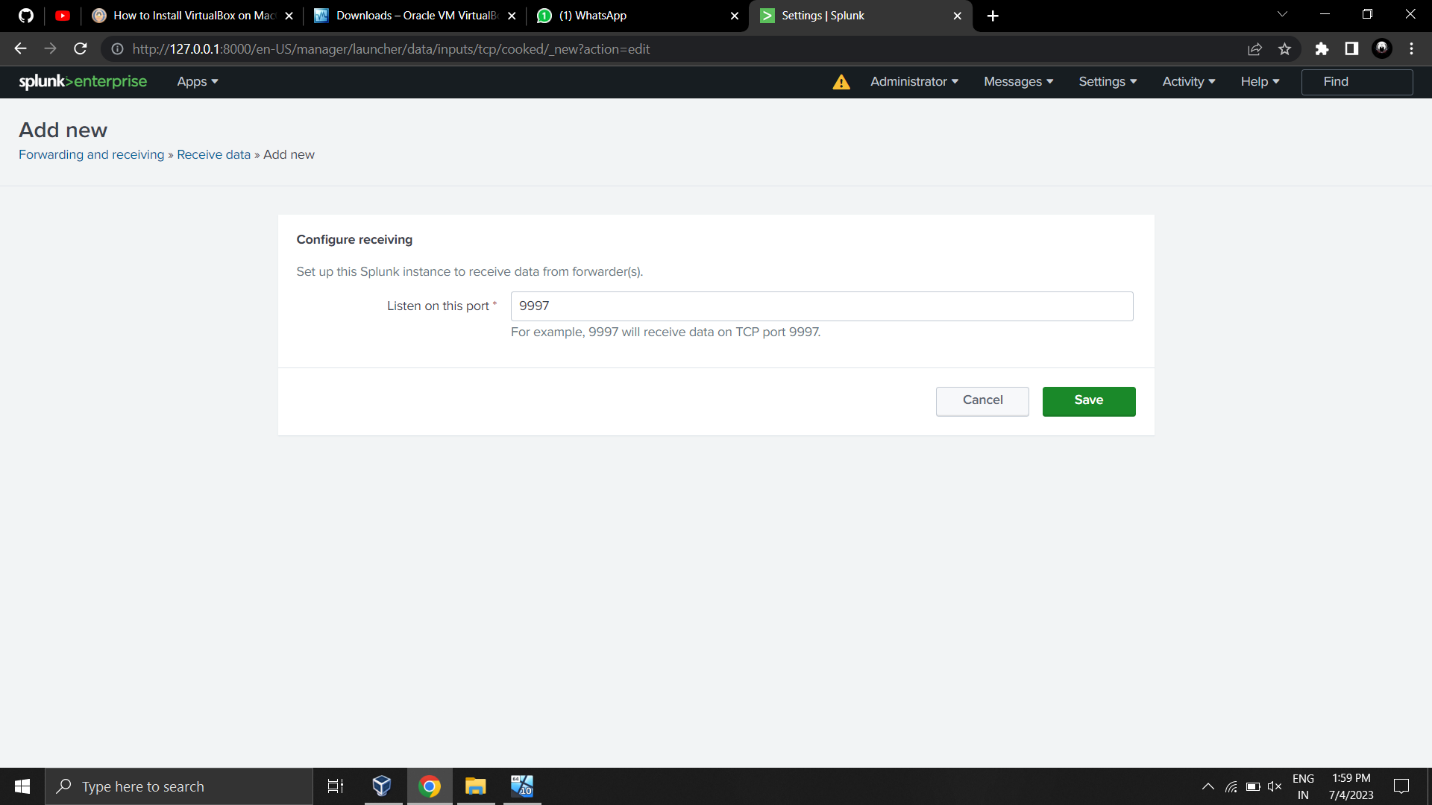 How to Install VirtualBox on Mac
Downloads – Oracle VM VirtualB
(1) WhatsApp
Settings | Splunk
http://127.0.0.1:8000/en-US/manager/launcher/data/inputs/tcp/cooked/_new?action=edit
splunk>enterprise Apps Administrator Messages Settings Activity Help Find
Add new
Forwarding and receiving » Receive data » Add new
Configure receiving
Set up this Splunk instance to receive data from forwarder(s).
Listen on this port * 9997
For example, 9997 will receive data on TCP port 9997.
Cancel Save
Type here to search
ENG
IN
1:59 PM
7/4/2023